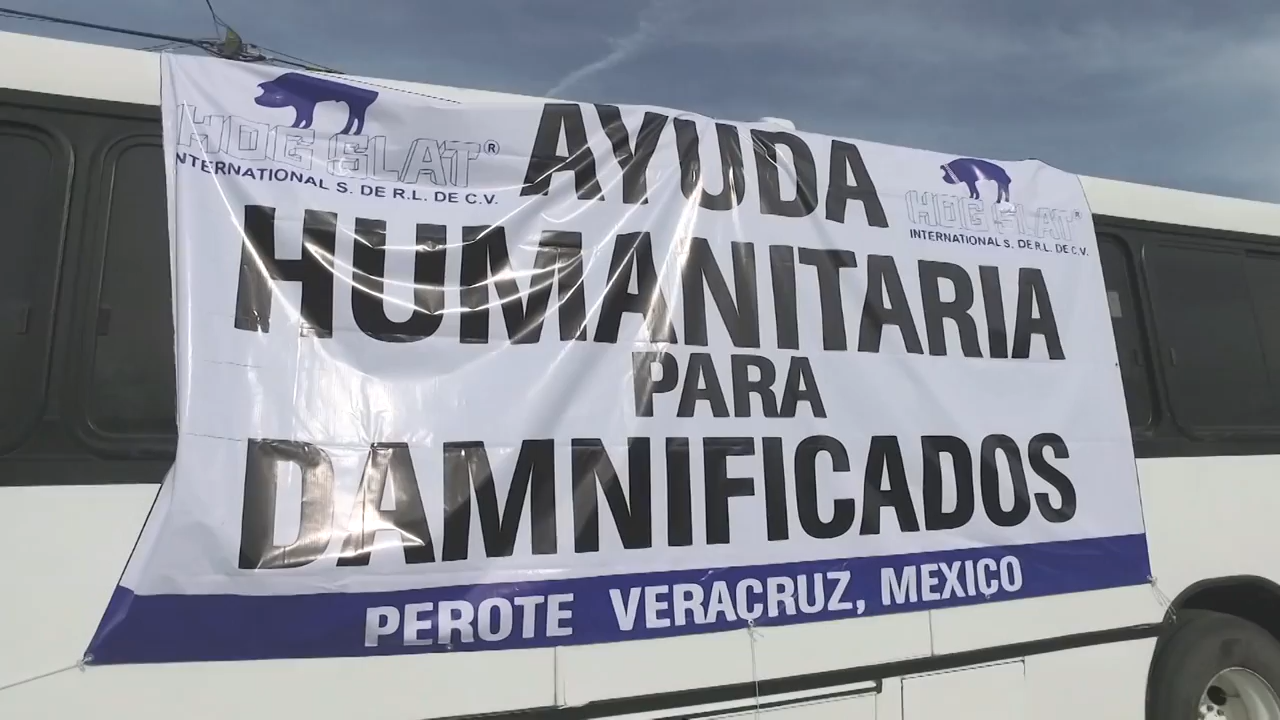 HOG SLAT®
INTERNATIONAL S. DE R.L. DE C.V.
AYUDA
HOG SLAT®
INTERNATIONAL S. DE R.L. DE C.V.
HUMANITARIA
PARA
DAMNIFICADOS
PEROTE VERACRUZ, MEXICO